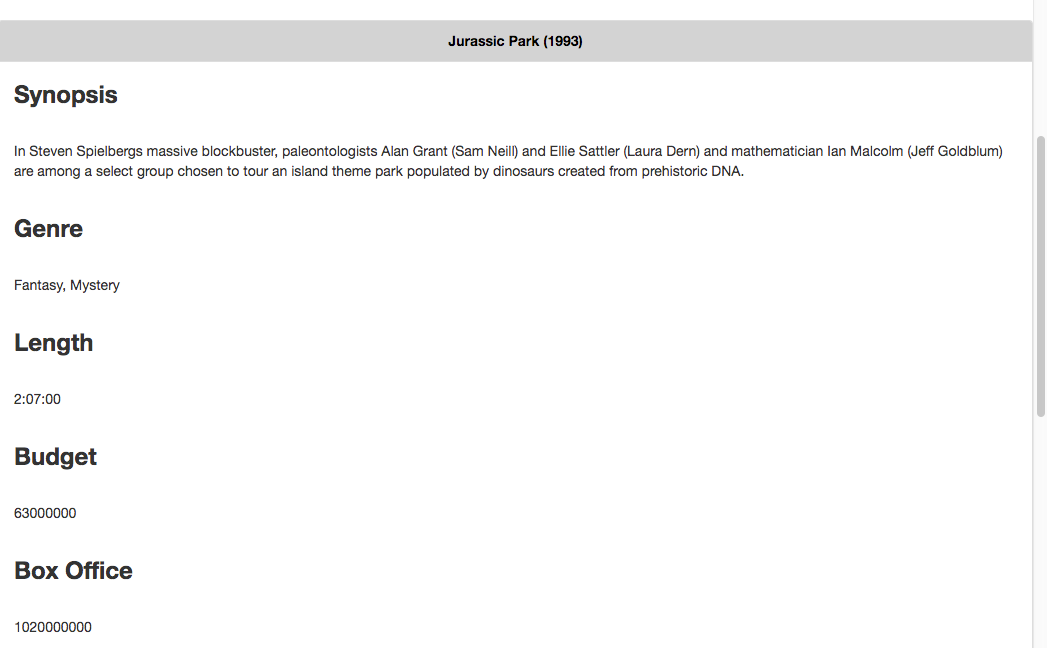 Jurassic Park (1993)
Synopsis
In Steven Spielbergs massive blockbuster, paleontologists Alan Grant (Sam Neill) and Ellie Sattler (Laura Dern) and mathematician Ian Malcolm (Jeff Goldblum)
are among a select group chosen to tour an island theme park populated by dinosaurs created from prehistoric DNA.
Genre
Fantasy, Mystery
Length
2:07:00
Budget
63000000
Box Office
1020000000